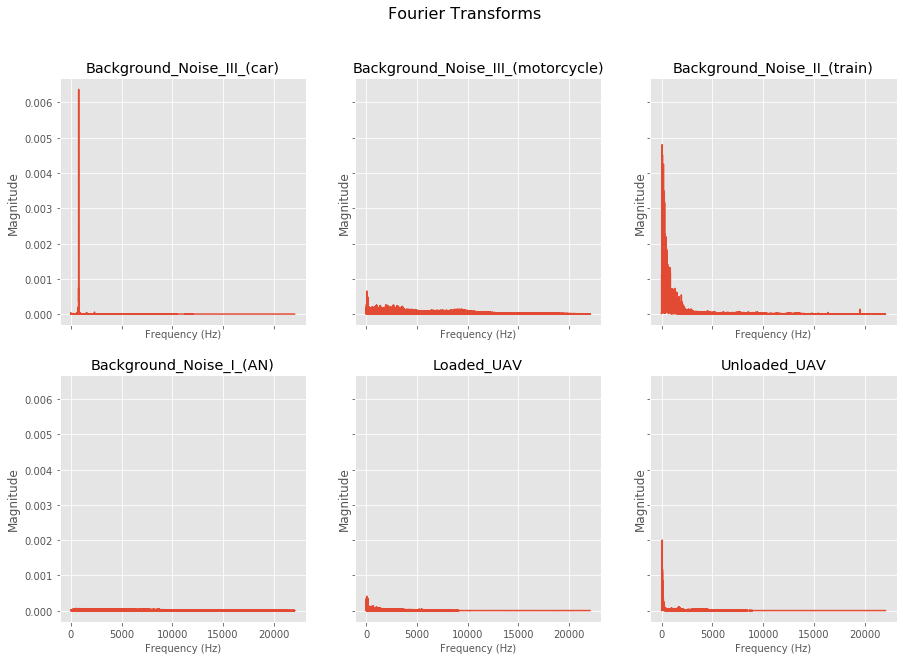 Fourier Transforms
Background_Noise_III_(car)
Background_Noise_III_(motorcycle)
Background_Noise_II_(train)
0.006
0.005
0.004
0.003
0.002
0.001
0.000
Magnitude
Magnitude
Magnitude
Frequency (Hz)
Frequency (Hz)
Frequency (Hz)
Background_Noise_I_(AN)
Loaded_UAV
Unloaded_UAV
0.006
0.005
0.004
0.003
0.002
0.001
0.000
Magnitude
Magnitude
Magnitude
0 5000 10000 15000 20000
0 5000 10000 15000 20000
0 5000 10000 15000 20000
Frequency (Hz)
Frequency (Hz)
Frequency (Hz)